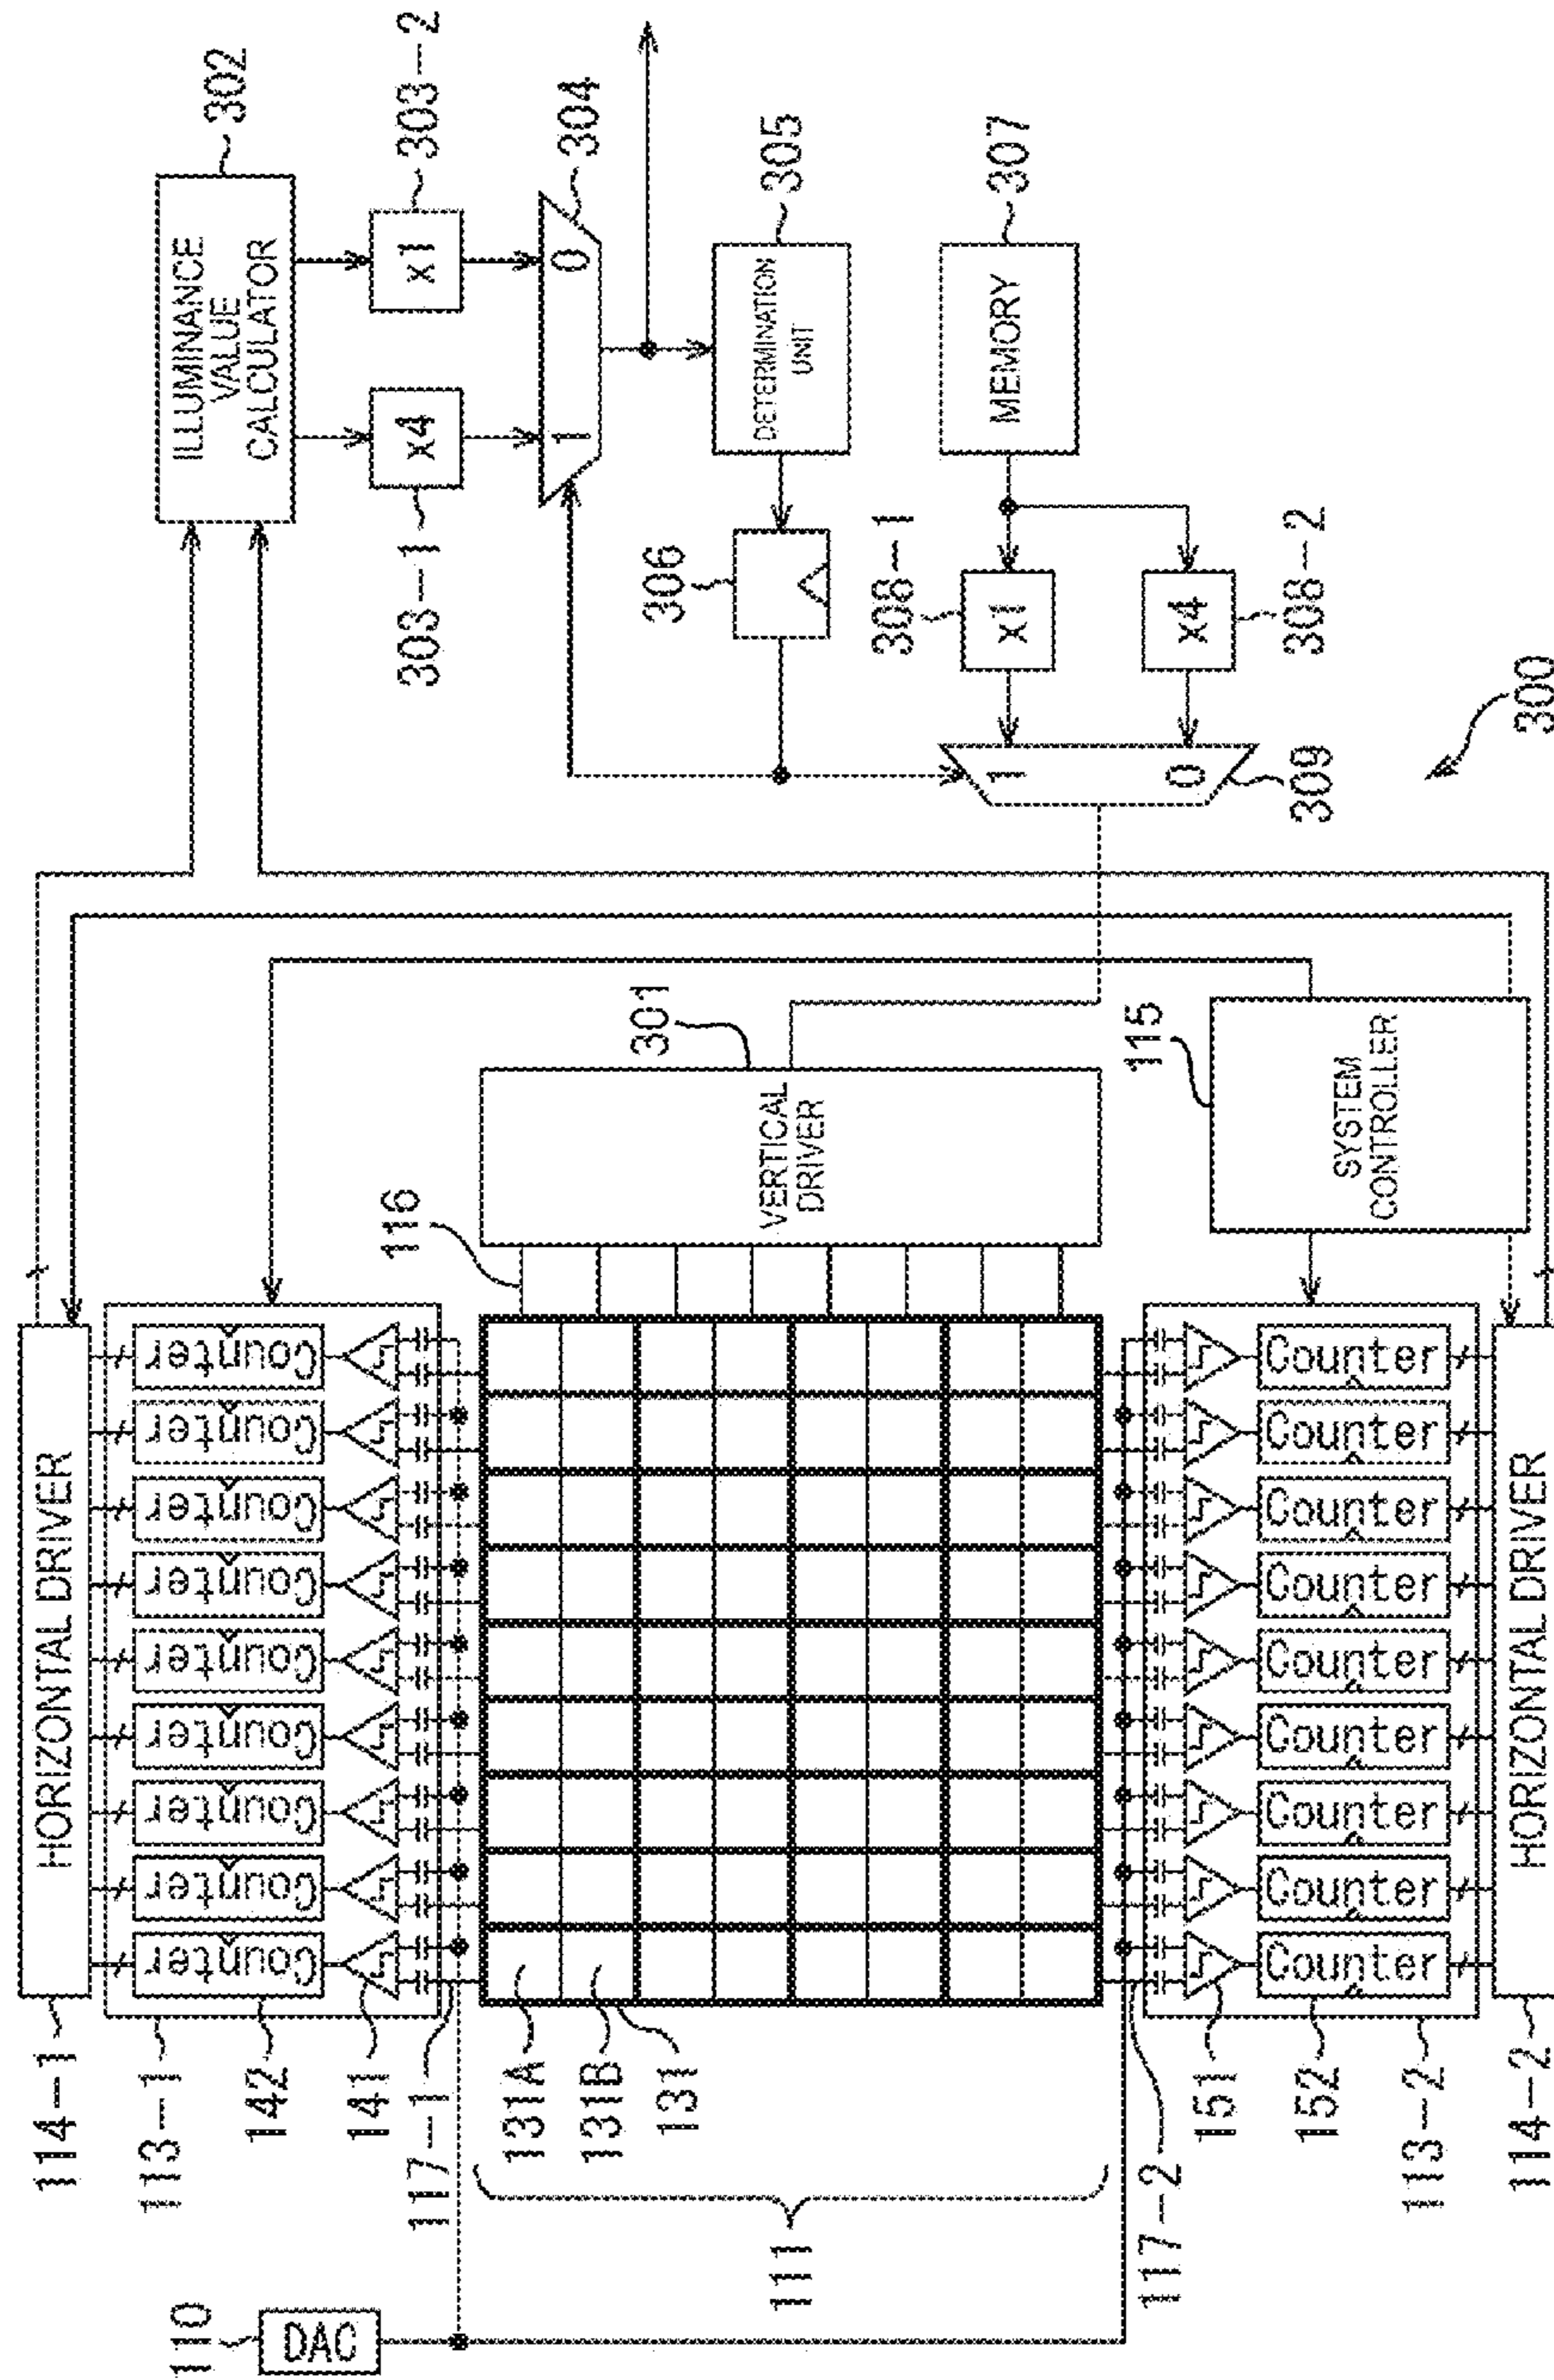 114-1
HORIZONTAL DRIVER
113-1
142
Counter
Counter
Counter
Counter
Counter
Counter
Counter
Counter
Counter
141
117-1
110
DAC
116
131A
131B
131
111
301
VERTICAL
DRIVER
117-2
151
152
Counter
Counter
Counter
Counter
Counter
Counter
Counter
Counter
Counter
113-2
114-2
HORIZONTAL DRIVER
115
SYSTEM
CONTROLLER
302
ILLUMINANCE
VALUE
CALCULATOR
303-1
x4
x1
303-2
1
0
304
305
DETERMINATION
UNIT
306
307
MEMORY
308-1
x1
x4
308-2
1
0
309
300